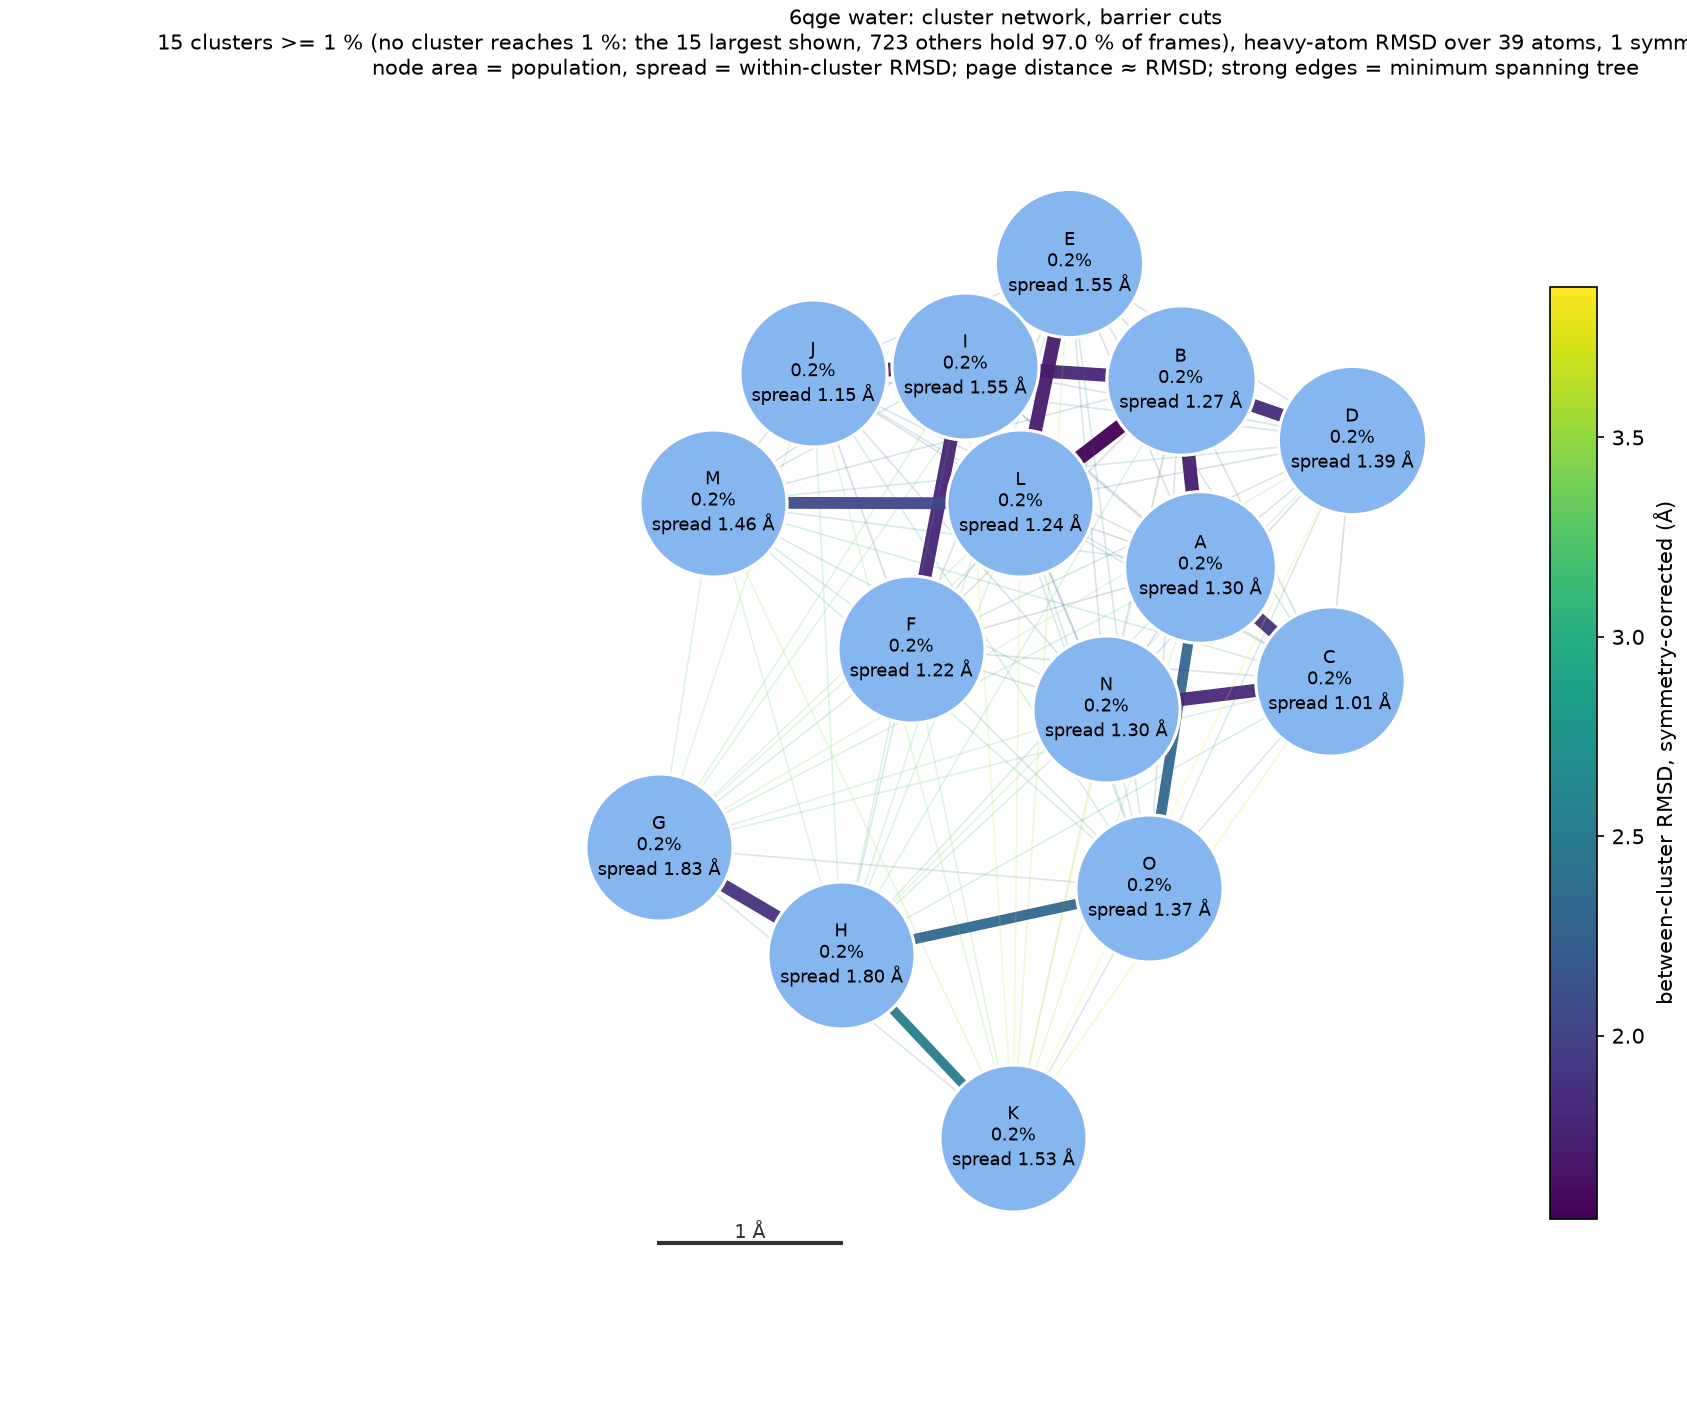 6qge water: cluster network, barrier cuts
15 clusters >= 1 % (no cluster reaches 1 %: the 15 largest shown, 723 others hold 97.0 % of frames), heavy-atom RMSD over 39 atoms, 1 symm
node area = population, spread = within-cluster RMSD; page distance ≈ RMSD; strong edges = minimum spanning tree
E
0.2%
spread 1.55 Å
I
0.2%
spread 1.55 Å
J
0.2%
spread 1.15 Å
B
0.2%
spread 1.27 Å
D
0.2%
spread 1.39 Å
M
0.2%
spread 1.46 Å
L
0.2%
spread 1.24 Å
A
0.2%
spread 1.30 Å
F
0.2%
spread 1.22 Å
N
0.2%
spread 1.30 Å
C
0.2%
spread 1.01 Å
G
0.2%
spread 1.83 Å
O
0.2%
spread 1.37 Å
H
0.2%
spread 1.80 Å
K
0.2%
spread 1.53 Å
1 Å
3.5
3.0
2.5
2.0
between-cluster RMSD, symmetry-corrected (Å)